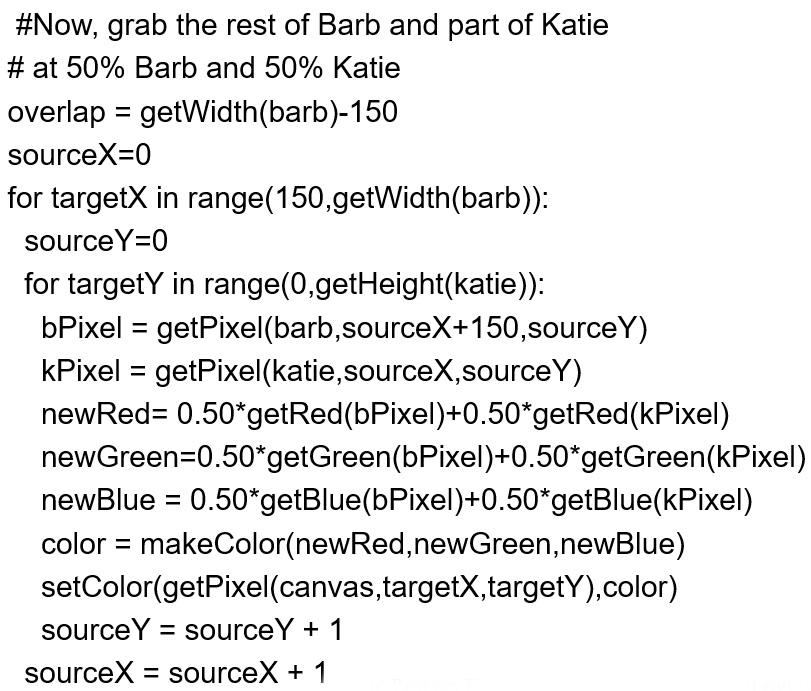 #Now, grab the rest of Barb and part of Katie
# at 50% Barb and 50% Katie
overlap = getWidth(barb)-150
sourceX=0
for targetX in range(150,getWidth(barb)):
sourceY=0
for targetY in range(0,getHeight(katie)):
bPixel = getPixel(barb,sourceX+150,sourceY)
kPixel = getPixel(katie,sourceX,sourceY)
newRed= 0.50*getRed(bPixel)+0.50*getRed(kPixel)
newGreen=0.50*getGreen(bPixel)+0.50*getGreen(kPixel)
newBlue = 0.50*getBlue(bPixel)+0.50*getBlue(kPixel)
color = makeColor(newRed,newGreen,newBlue)
setColor(getPixel(canvas,targetX,targetY),color)
sourceY = sourceY + 1
sourceX = sourceX + 1